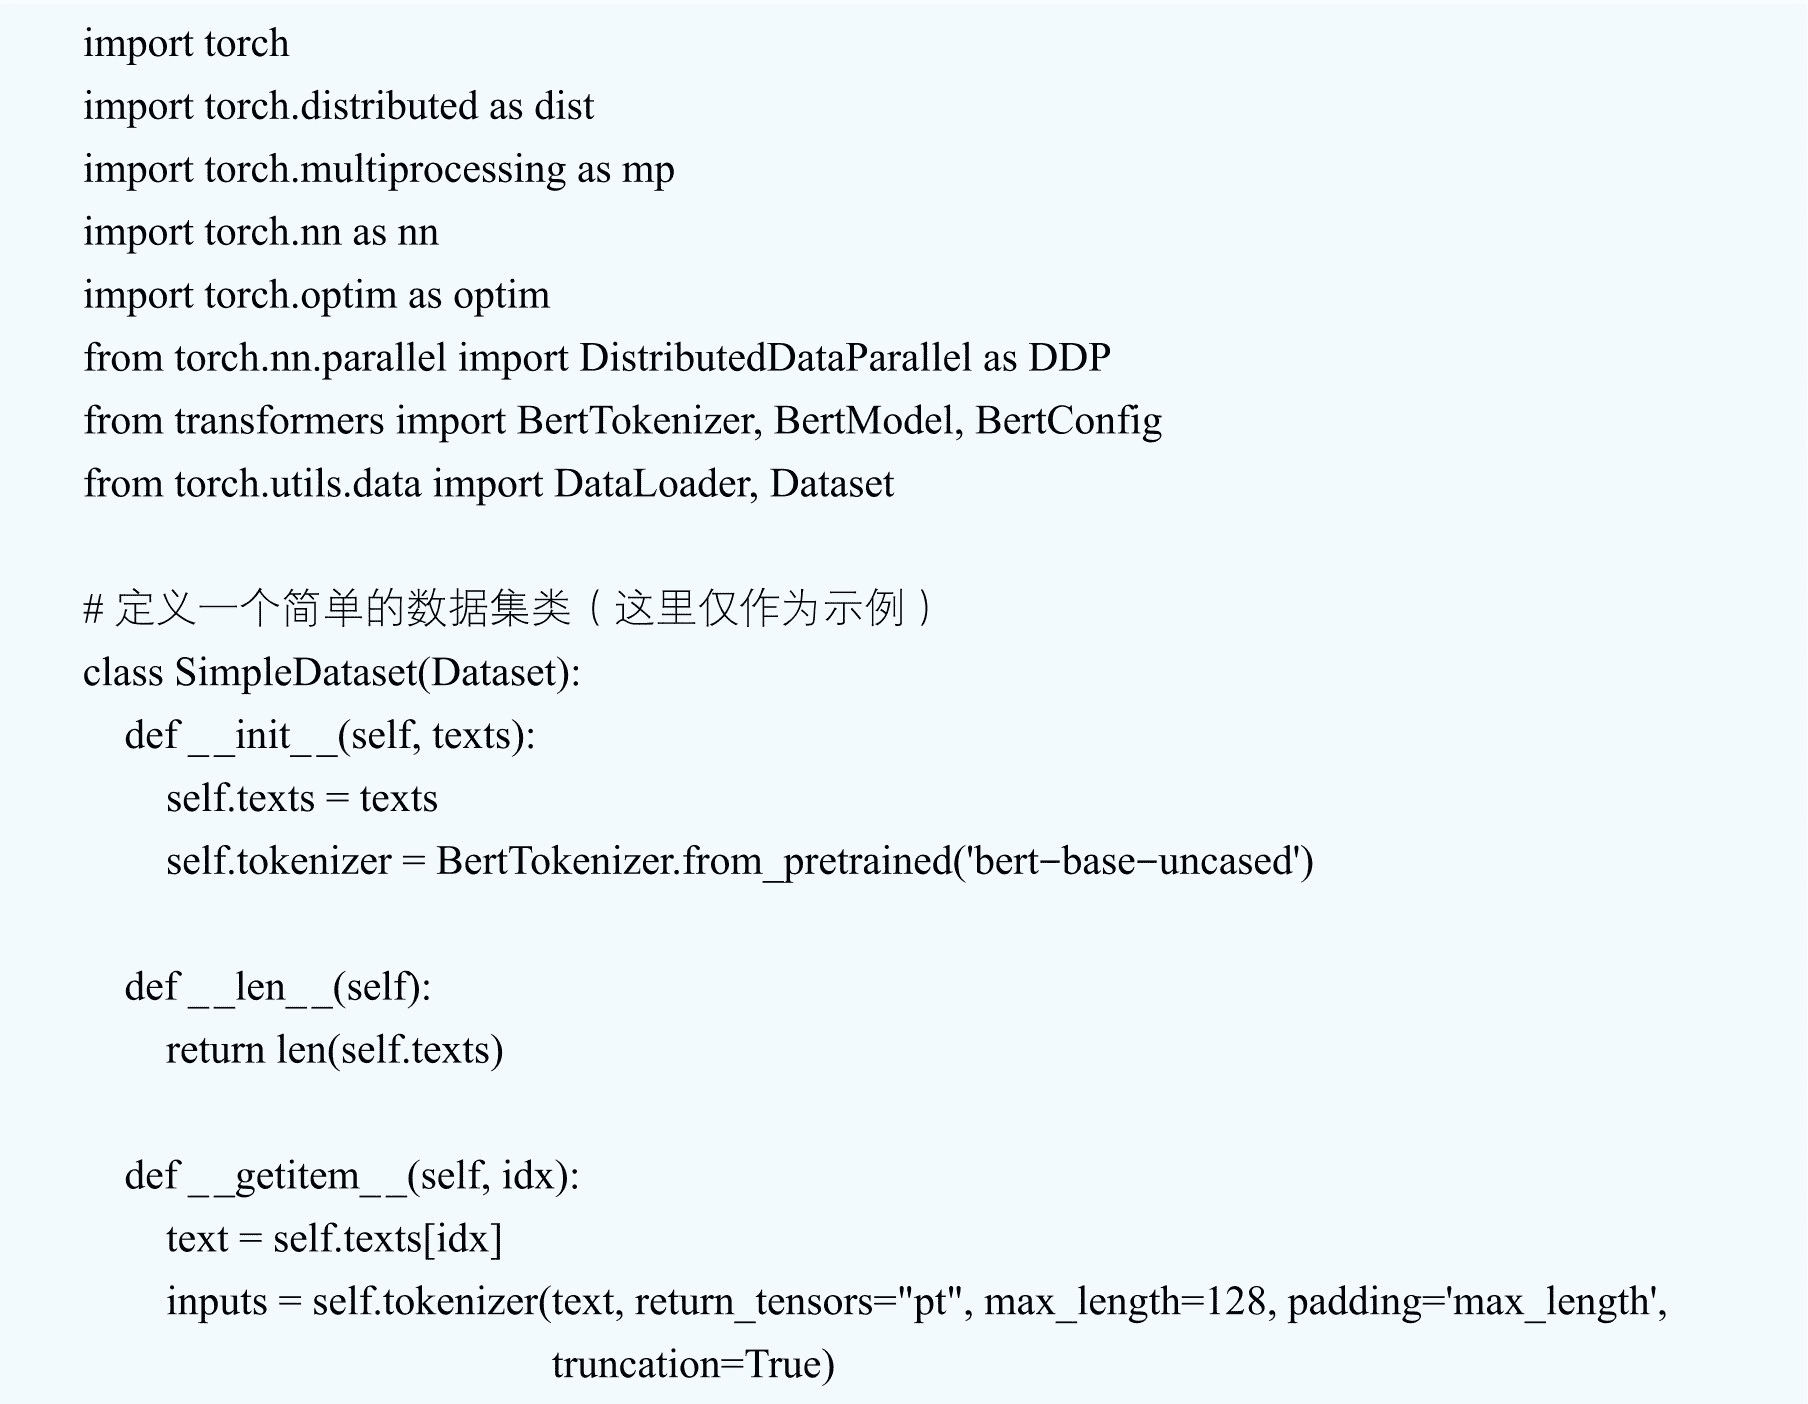 import torch
import torch.distributed as dist
import torch.multiprocessing as mp
import torch.nn as nn
import torch.optim as optim
from torch.nn.parallel import DistributedDataParallel as DDP
from transformers import BertTokenizer, BertModel, BertConfig
from torch.utils.data import DataLoader, Dataset

# 定义一个简单的数据集类（这里仅作为示例）
class SimpleDataset(Dataset):
    def __init__(self, texts):
        self.texts = texts
        self.tokenizer = BertTokenizer.from_pretrained('bert-base-uncased')

    def __len__(self):
        return len(self.texts)

    def __getitem__(self, idx):
        text = self.texts[idx]
        inputs = self.tokenizer(text, return_tensors="pt", max_length=128, padding='max_length',
                                truncation=True)